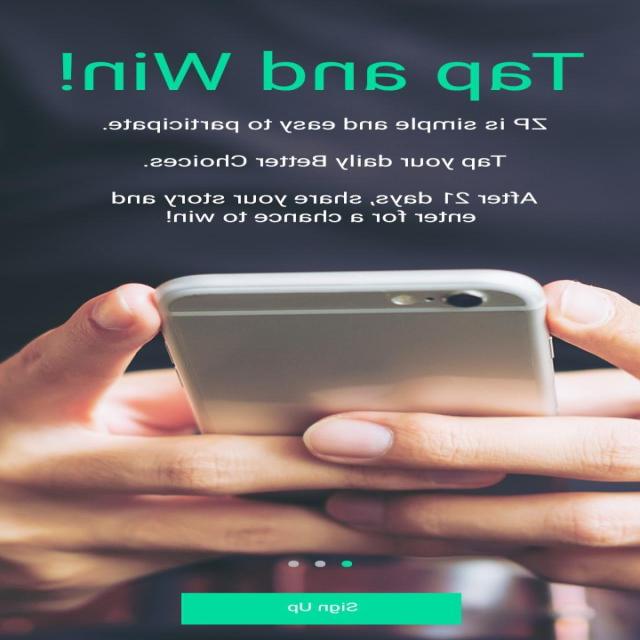 Tap and Win!
ZP is simple and easy to participate.
Tap your daily Better Choices.
After 21 days, share your story and
enter for a chance to win!
Sign Up